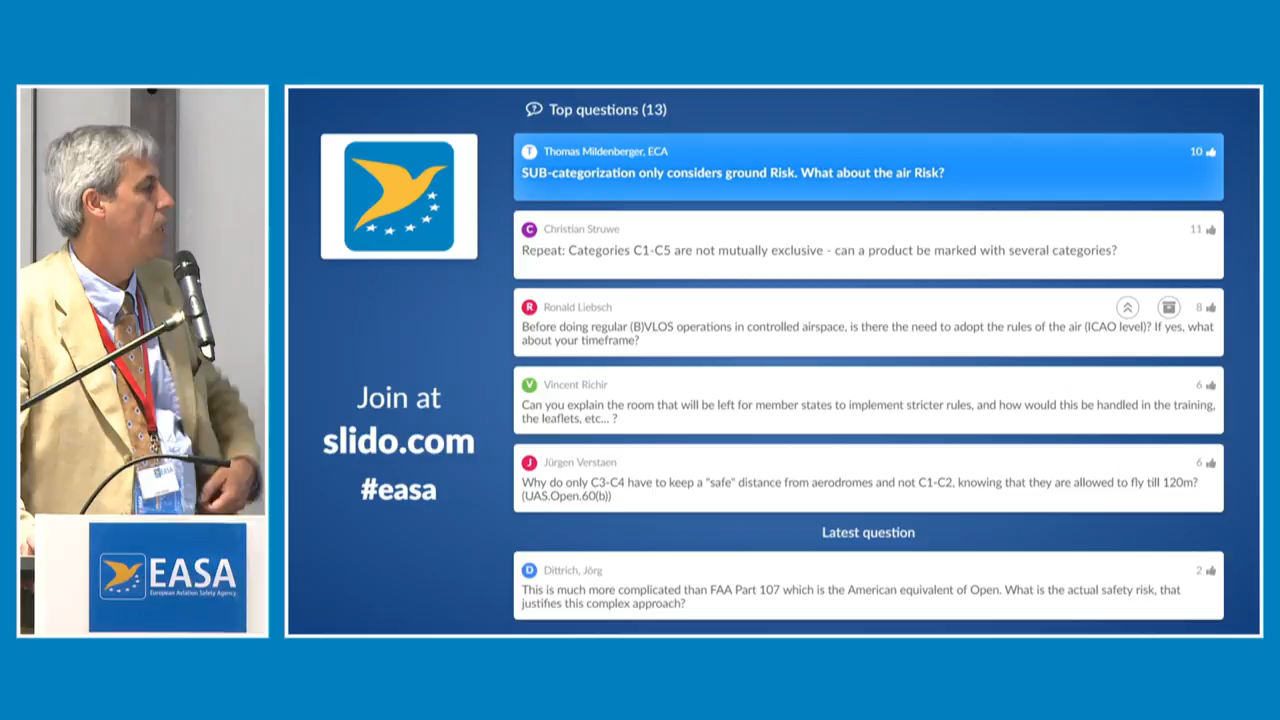 Top questions (13)
T Thomas Mildenberger, ECA 10
SUB-categorization only considers ground Risk. What about the air Risk?
C Christian Struwe 11
Repeat: Categories C1-C5 are not mutually exclusive - can a product be marked with several categories?
R Ronald Liebsch 8
Before doing regular (B)VLOS operations in controlled airspace, is there the need to adopt the rules of the air (ICAO level)? If yes, what
about your timeframe?
V Vincent Richir 6
Can you explain the room that will be left for member states to implement stricter rules, and how would this be handled in the training,
the leaflets, etc... ?
J Jürgen Verstaen 6
Why do only C3-C4 have to keep a "safe" distance from aerodromes and not C1-C2, knowing that they are allowed to fly till 120m?
(UAS.Open.60(b))
Latest question
D Dittrich, Jörg 2
This is much more complicated than FAA Part 107 which is the American equivalent of Open. What is the actual safety risk, that
justifies this complex approach?
Join at
slido.com
#easa
EASA
European Aviation Safety Agency
EASA